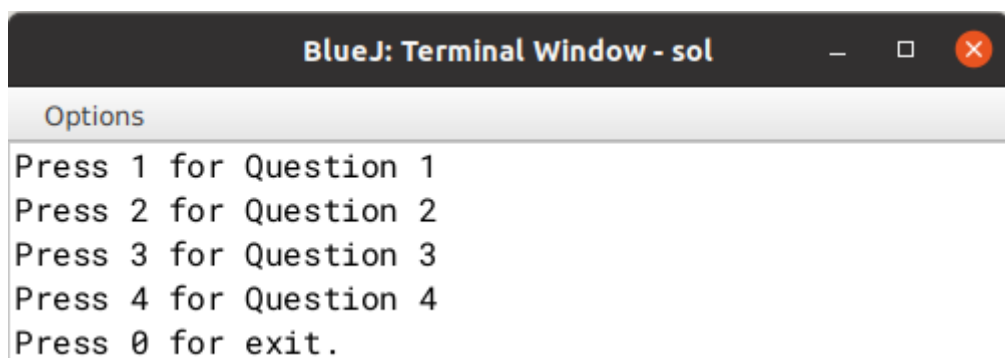 BlueJ: Terminal Window - sol
Options
Press 1 for Question 1
Press 2 for Question 2
Press 3 for Question 3
Press 4 for Question 4
Press 0 for exit.